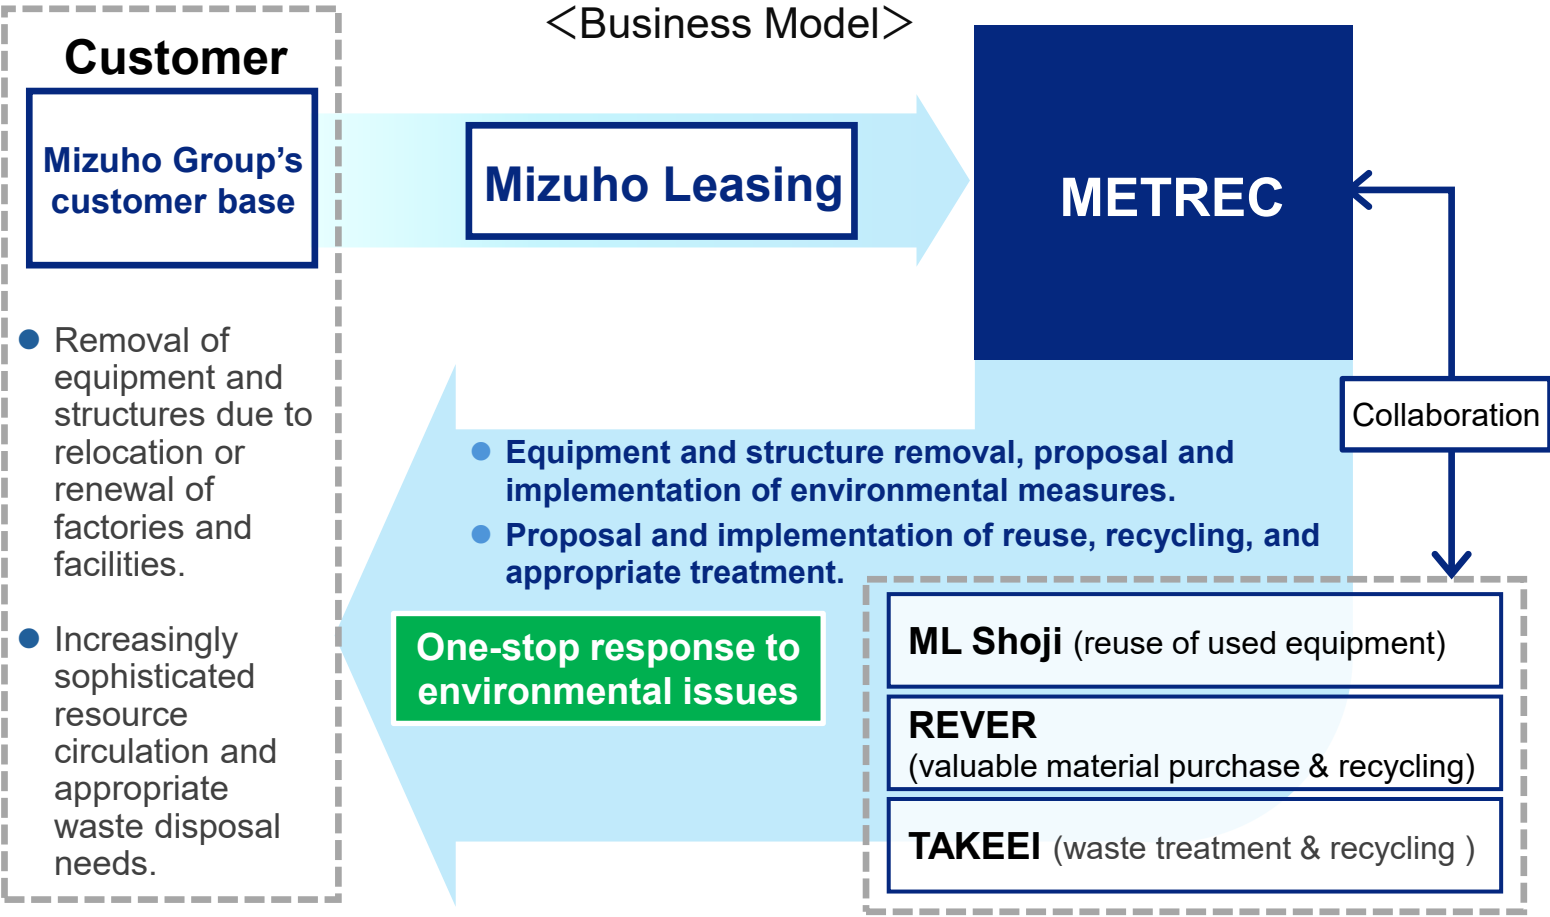 <Business Model>
Customer
Mizuho Group's
customer base
Mizuho Leasing
METREC
Removal of
equipment and
structures due to
relocation or
renewal of
factories and
facilities.
Increasingly
sophisticated
resource
circulation and
appropriate
waste disposal
needs.
Collaboration
Equipment and structure removal, proposal and
implementation of environmental measures.
Proposal and implementation of reuse, recycling, and
appropriate treatment.
One-stop response to
environmental issues
ML Shoji (reuse of used equipment)
REVER
(valuable material purchase & recycling)
TAKEEI (waste treatment & recycling )